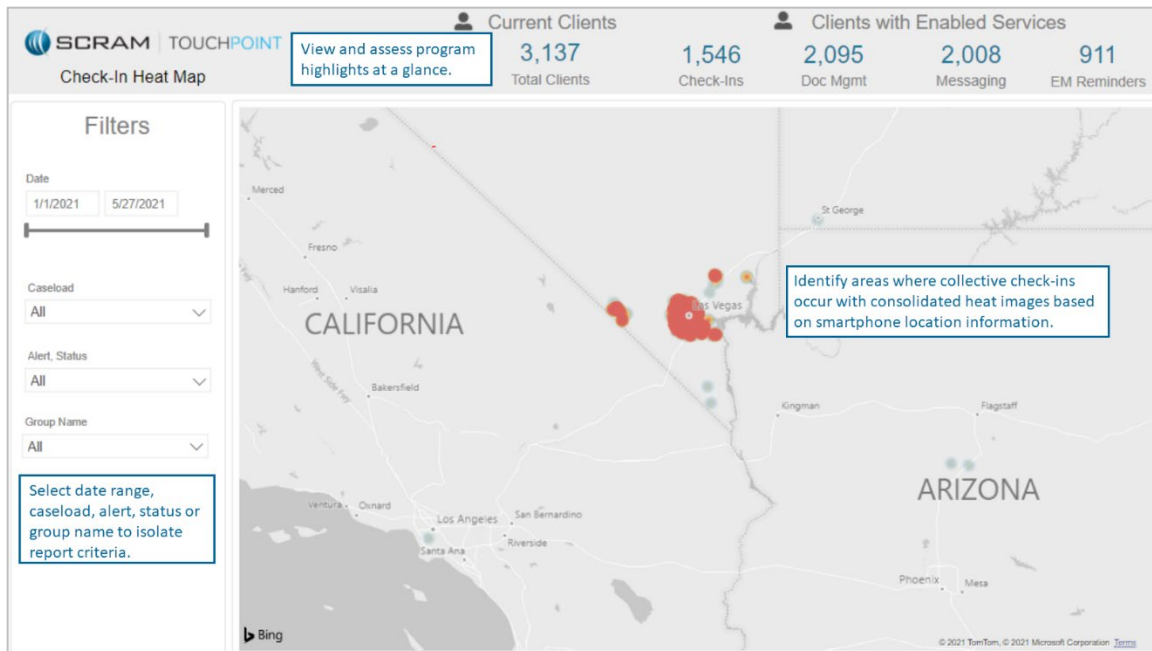 SCRAM TOUCHPOINT
Check-In Heat Map
View and assess program
highlights at a glance.
Current Clients
3,137
Total Clients
Clients with Enabled Services
1,546
Check-Ins
2,095
Doc Mgmt
2,008
Messaging
911
EM Reminders
Filters
Date
1/1/2021
5/27/2021
Caseload
All
Alert, Status
All
Group Name
All
Select date range,
caseload, alert, status or
group name to isolate
report criteria.
Merced
Fresno
Hanford
Visalia
CALIFORNIA
West Side Fwy
Bakersfield
Ventura
Oxnard
Los Angeles
San Bernardino
Riverside
Santa Ana
St George
Las Vegas
Identify areas where collective check-ins
occur with consolidated heat images based
on smartphone location information.
Kingman
Flagstaff
ARIZONA
Phoenix
Mesa
Bing
© 2021 TomTom, © 2021 Microsoft Corporation Terms